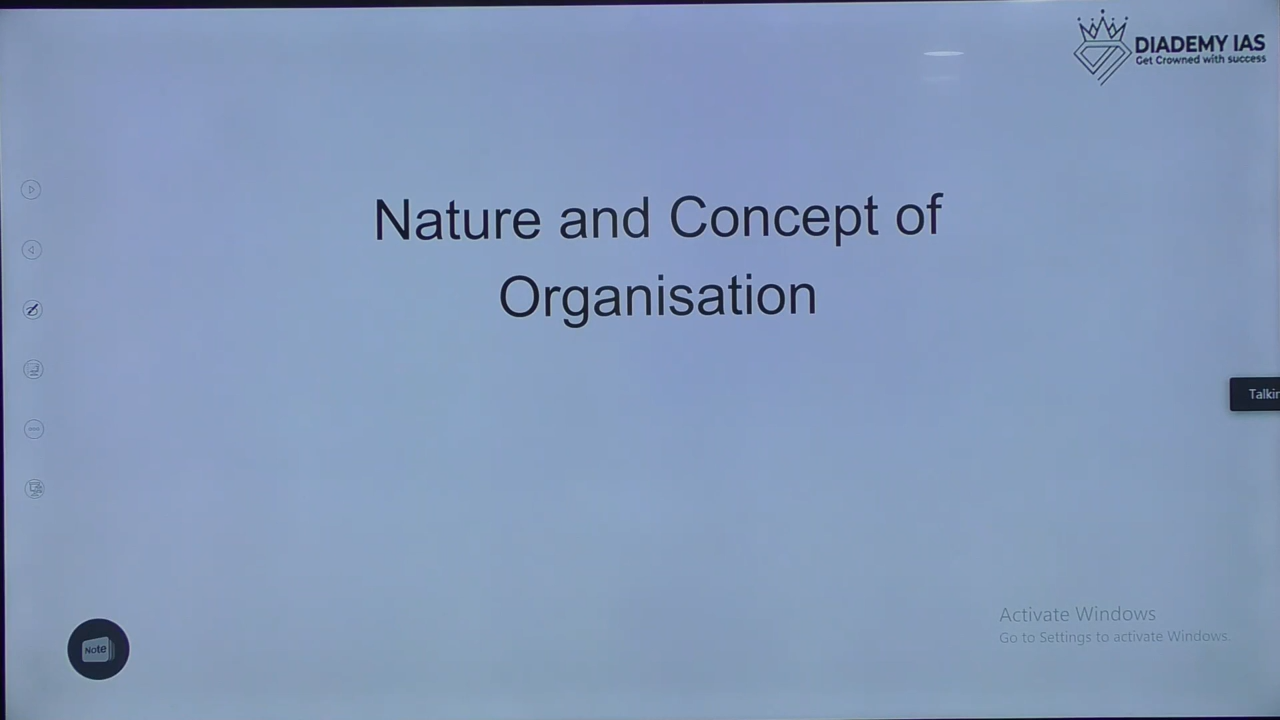 DIADEMY IAS
Get Crowned with success
Nature and Concept of
Organisation
Activate Windows
Go to Settings to activate Windows.
Note